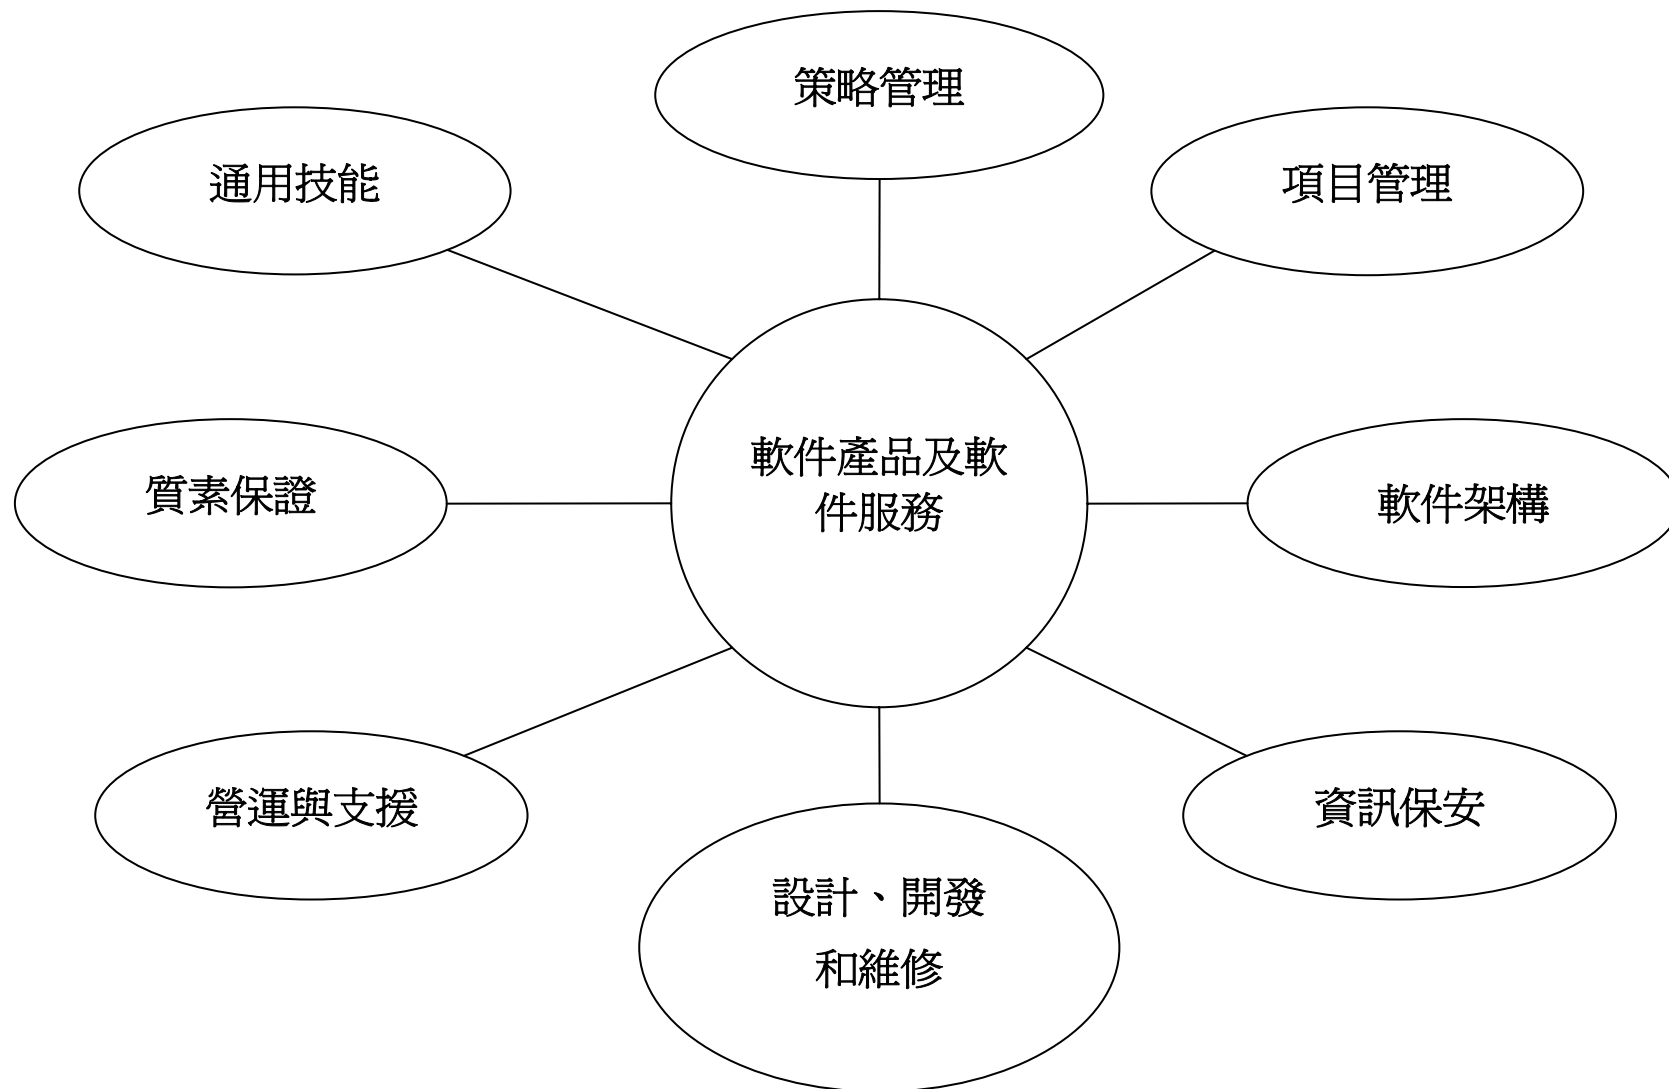 策略管理
通用技能
項目管理
軟件產品及軟
件服務
質素保證
軟件架構
營運與支援
資訊保安
設計、開發
和維修